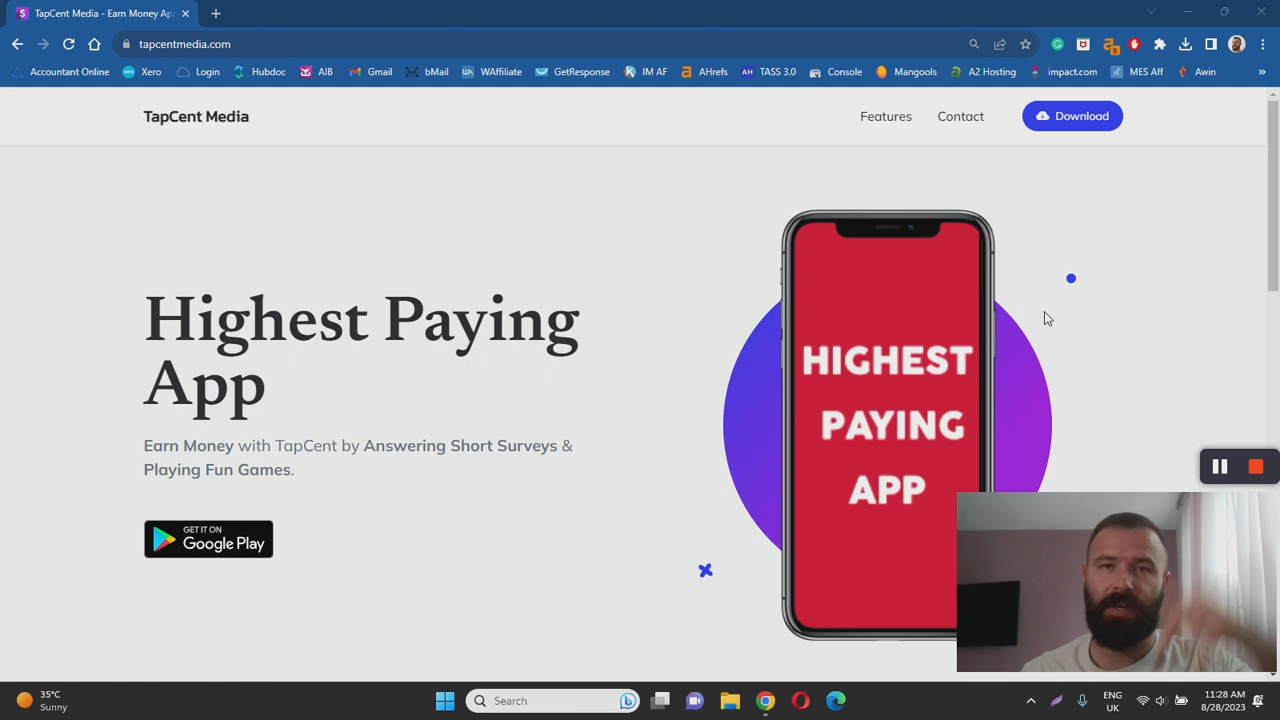 TapCent Media - Earn Money Ap
tapcentmedia.com
8
Accountant Online
Xero
Login
Hubdoc
AIB
Gmail
bMail
WAffiliate
GetResponse
IM AF
AHrefs
TASS 3.0
Console
Mangools
A2 Hosting
impact.com
MES Aff
Awin
»
TapCent Media
Features
Contact
Download
Highest Paying
App
Earn Money with TapCent by Answering Short Surveys &
Playing Fun Games.
GET IT ON
Google Play
HIGHEST
PAYING
APP
35°C
Sunny
Search
ENG
UK
11:28 AM
8/28/2023